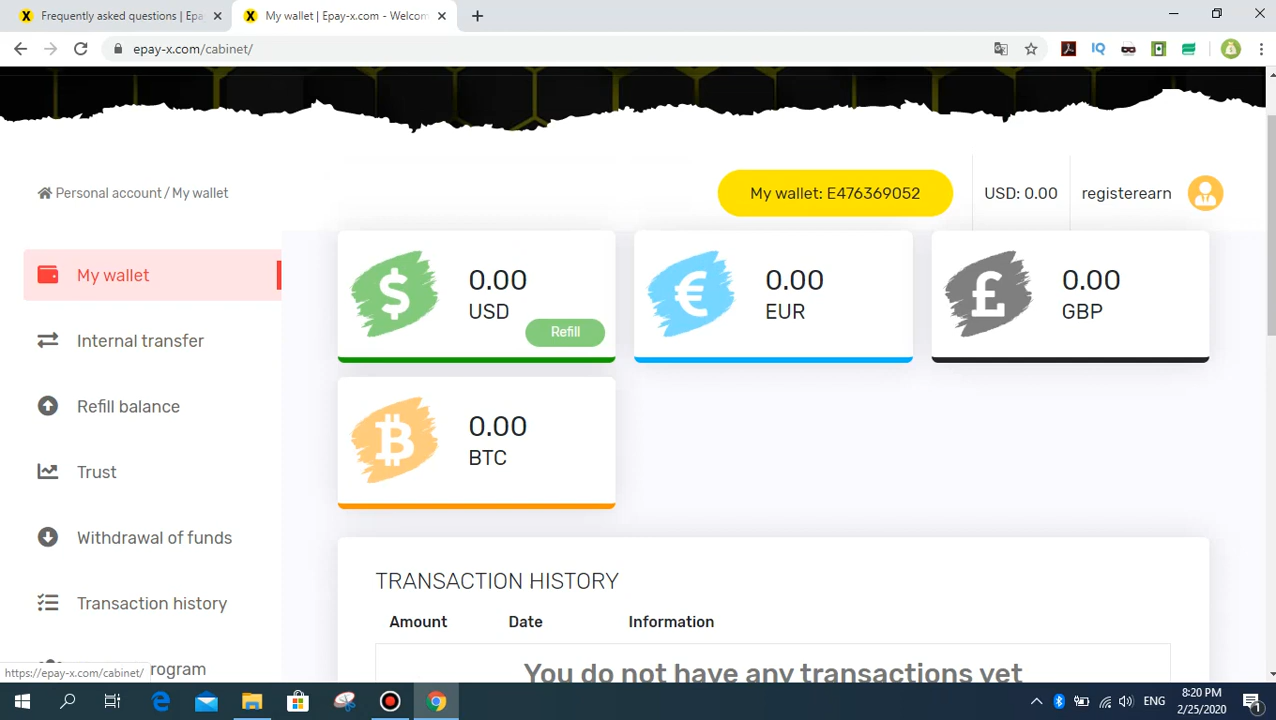 Frequently asked questions | Epa
My wallet | Epay-x.com - Welcom
epay-x.com/cabinet/
Personal account / My wallet
My wallet: E476369052
USD: 0.00
registerearn
My wallet
Internal transfer
Refill balance
Trust
Withdrawal of funds
Transaction history
rogram
$
0.00
USD
Refill
€
0.00
EUR
£
0.00
GBP
0.00
BTC
TRANSACTION HISTORY
Amount Date Information
You do not have any transactions yet
https://epay-x.com/cabinet/
ENG
8:20 PM
2/25/2020
1